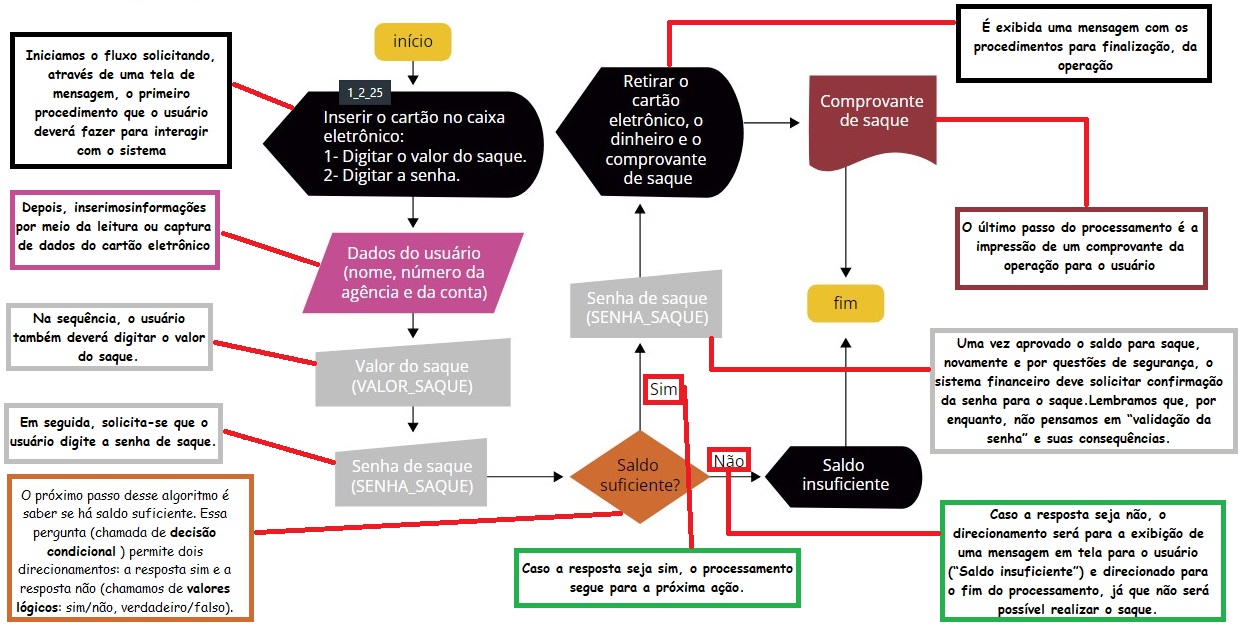 início
Iniciamos o fluxo solicitando,
através de uma tela de
mensagem, o primeiro
procedimento que o usuário
deverá fazer para interagir
com o sistema
1_2_25
Inserir o cartão no caixa
eletrônico:
1- Digitar o valor do saque.
2- Digitar a senha.
Depois, inserimosinformações
por meio da leitura ou captura
de dados do cartão eletrônico
Dados do usuário
(nome, número da
agência e da conta)
Na sequência, o usuário
também deverá digitar o valor
do saque.
Valor do saque
(VALOR_SAQUE)
Em seguida, solicita-se que o
usuário digite a senha de saque.
Senha de saque
(SENHA_SAQUE)
O próximo passo desse algoritmo é
saber se há saldo suficiente. Essa
pergunta (chamada de decisão
condicional ) permite dois
direcionamentos: a resposta sim e a
resposta não (chamamos de valores
lógicos: sim/não, verdadeiro/falso).
Saldo
suficiente?
Sim
Não
Caso a resposta seja sim, o processamento
segue para a próxima ação.
Senha de saque
(SENHA_SAQUE)
Uma vez aprovado o saldo para saque,
novamente e por questões de segurança, o
sistema financeiro deve solicitar confirmação
da senha para o saque.Lembramos que, por
enquanto, não pensamos em “validação da
senha” e suas consequências.
Retirar o
cartão
eletrônico, o
dinheiro e o
comprovante
de saque
É exibida uma mensagem com os
procedimentos para finalização, da
operação
Comprovante
de saque
O último passo do processamento é a
impressão de um comprovante da
operação para o usuário
fim
Saldo
insuficiente
Caso a resposta seja não, o
direcionamento será para a exibição de
uma mensagem em tela para o usuário
(“Saldo insuficiente”) e direcionado para
o fim do processamento, já que não será
possível realizar o saque.